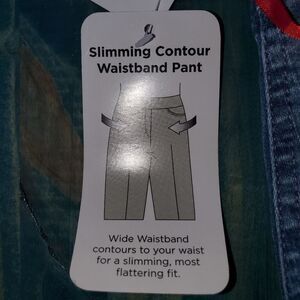 Slimming Contour
Waistband Pant
Wide Waistband
contours to your waist
for a slimming, most
flattering fit.